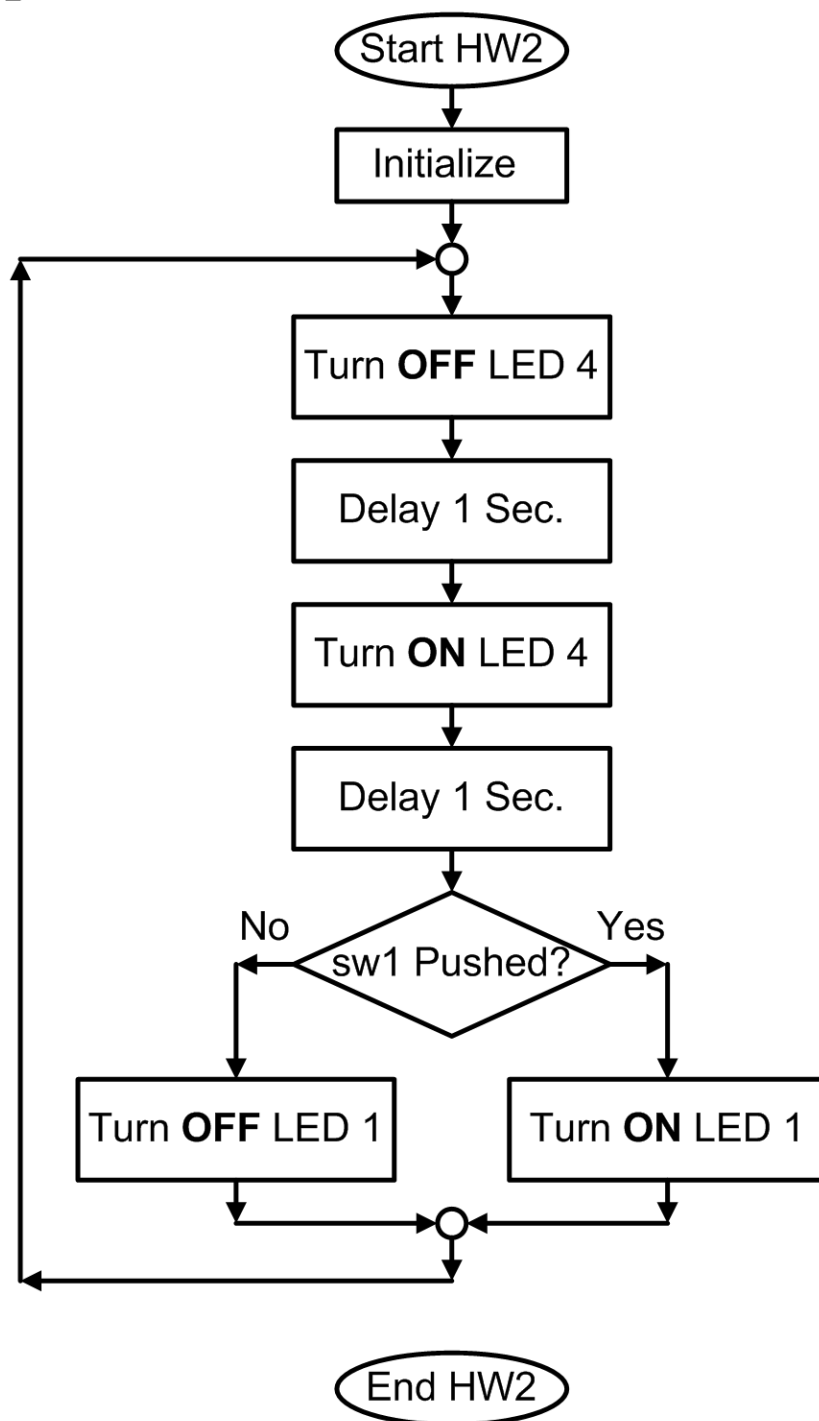 Start HW2
Initialize
Turn OFF LED 4
Delay 1 Sec.
Turn ON LED 4
Delay 1 Sec.
No
Yes
sw1 Pushed?
Turn OFF LED 1
Turn ON LED 1
End HW2